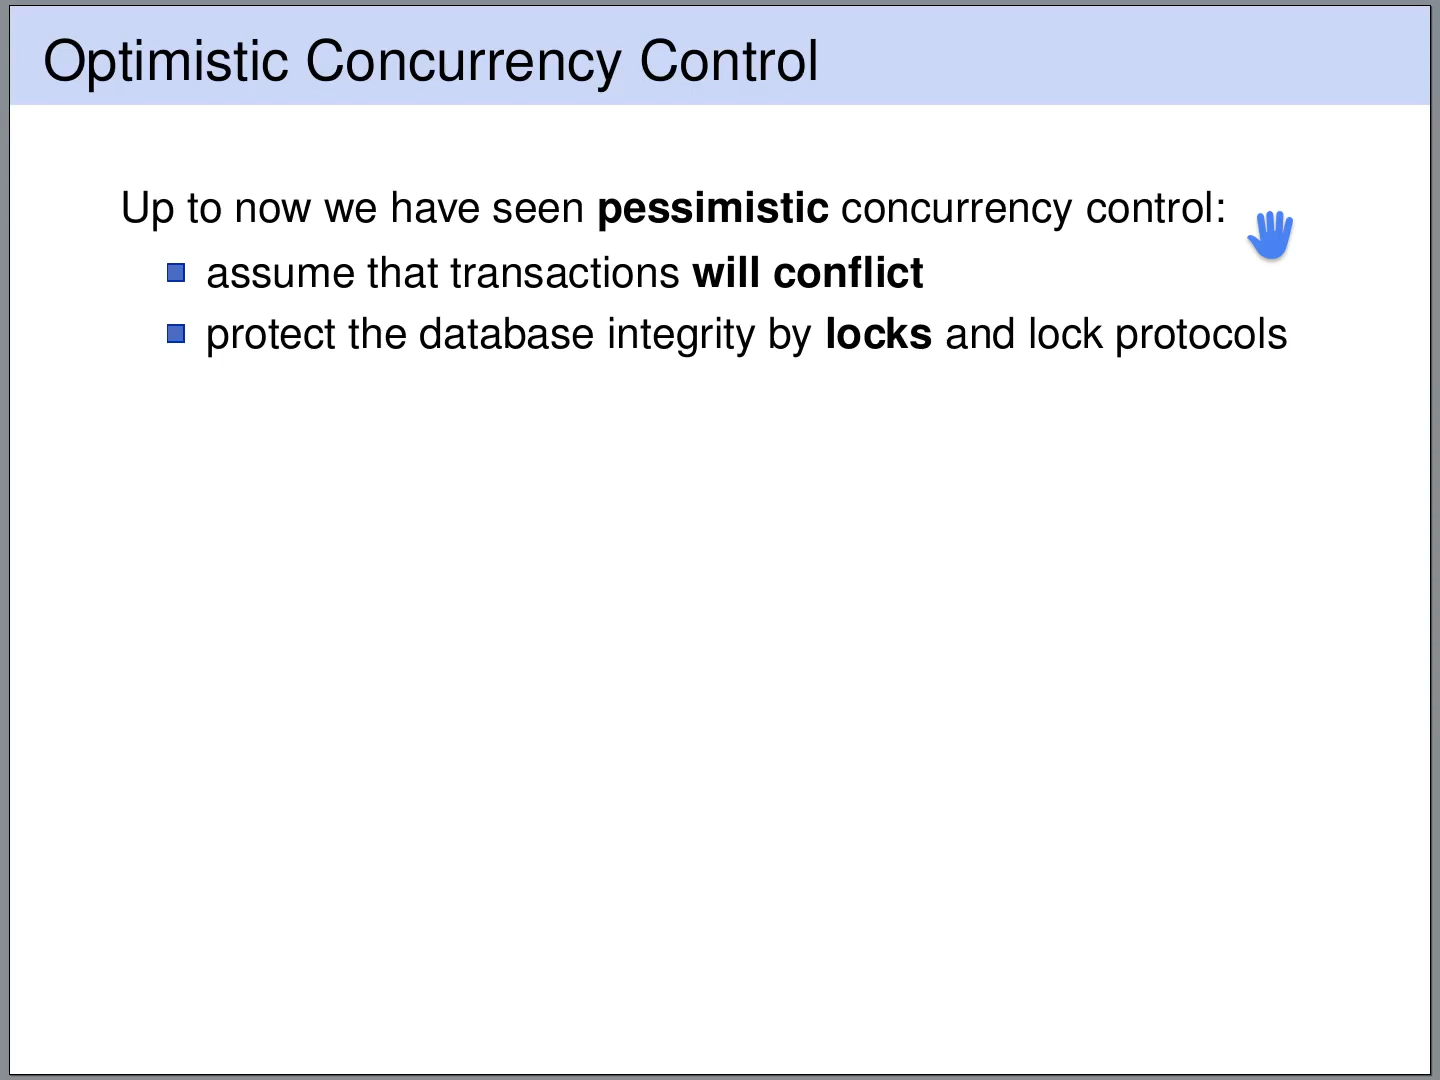 Optimistic Concurrency Control
Up to now we have seen pessimistic concurrency control:
assume that transactions will conflict
protect the database integrity by locks and lock protocols